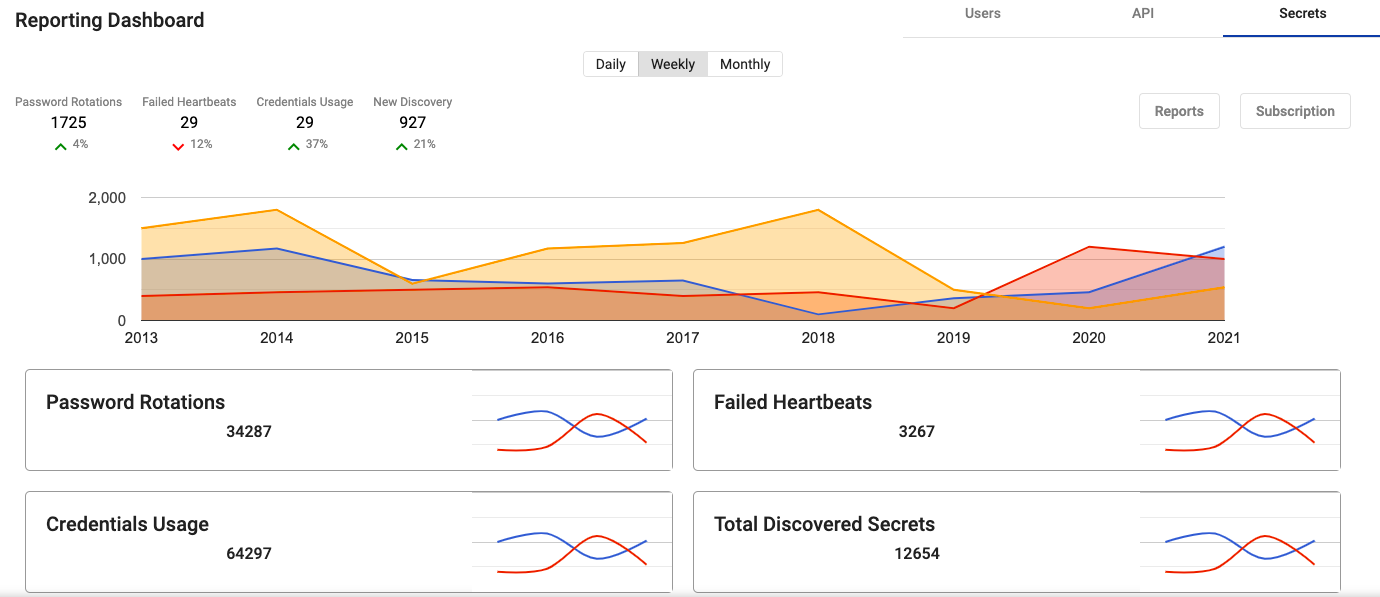 Reporting Dashboard
Users API Secrets
Daily Weekly Monthly
Password Rotations Failed Heartbeats Credentials Usage New Discovery
1725 29 29 927
4% 12% 37% 21%
Reports Subscription
2,000
1,000
0
2013 2014 2015 2016 2017 2018 2019 2020 2021
Password Rotations
34287
Failed Heartbeats
3267
Credentials Usage
64297
Total Discovered Secrets
12654